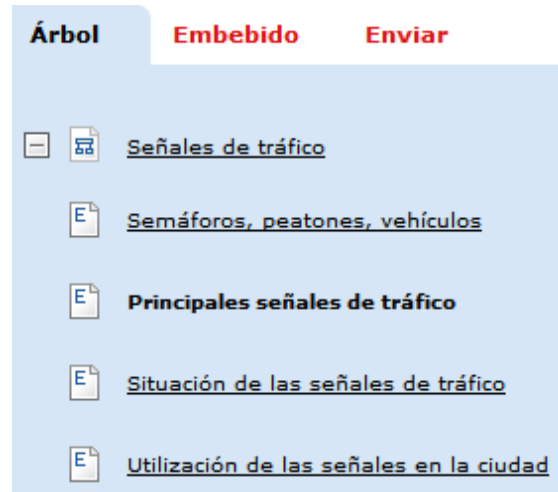 Árbol Embebido Enviar
Señales de tráfico
E Semáforos, peatones, vehículos
E Principales señales de tráfico
E Situación de las señales de tráfico
E Utilización de las señales en la ciudad